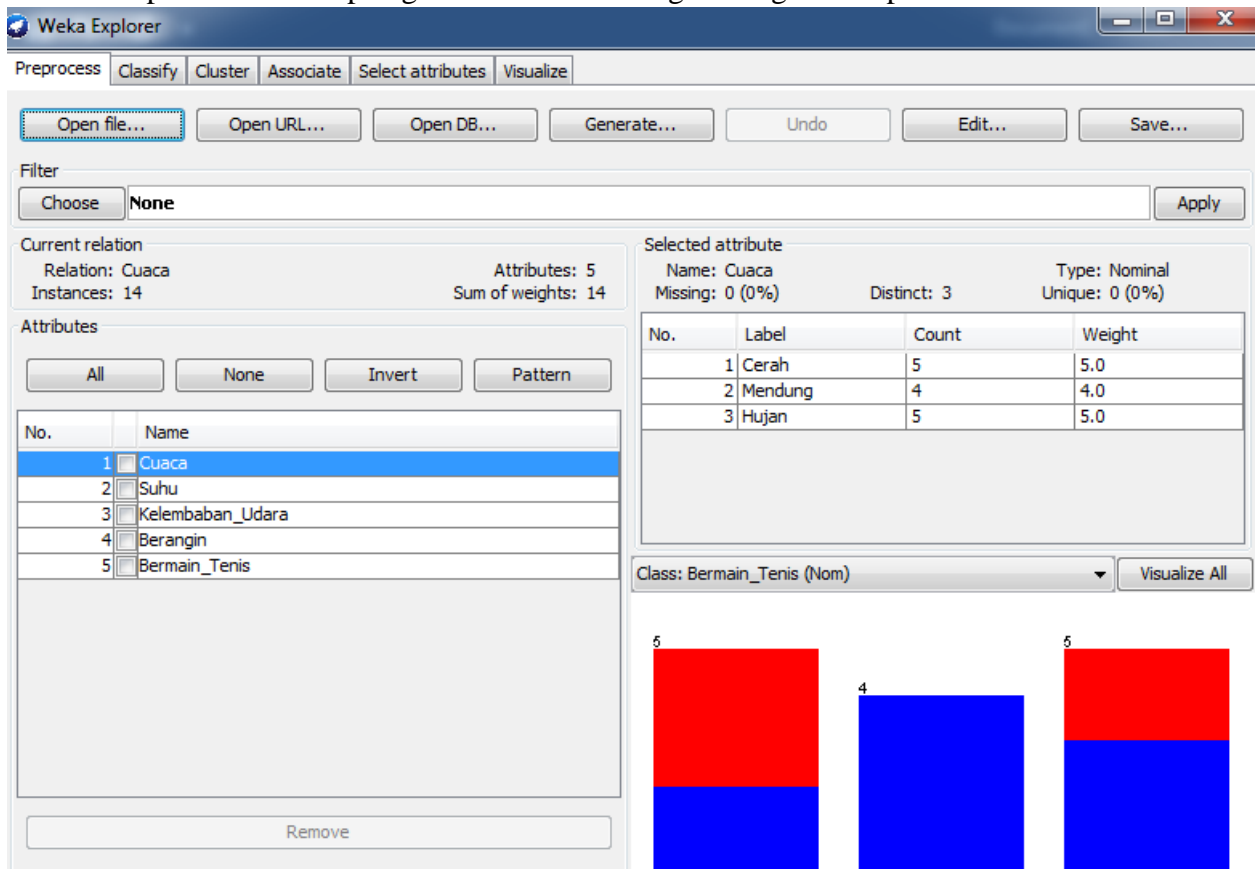 Weka Explorer
Preprocess Classify Cluster Associate Select attributes Visualize
Open file... Open URL... Open DB... Generate... Undo Edit... Save...
Filter
Choose None Apply
Current relation
Relation: Cuaca Attributes: 5
Instances: 14 Sum of weights: 14
Attributes
All None Invert Pattern
No. Name
1 Cuaca
2 Suhu
3 Kelembaban_Udara
4 Berangin
5 Bermain_Tenis
Remove
Selected attribute
Name: Cuaca Type: Nominal
Missing: 0 (0%) Distinct: 3 Unique: 0 (0%)
No. Label Count Weight
1 Cerah 5 5.0
2 Mendung 4 4.0
3 Hujan 5 5.0
Class: Bermain_Tenis (Nom) Visualize All
5 4 5